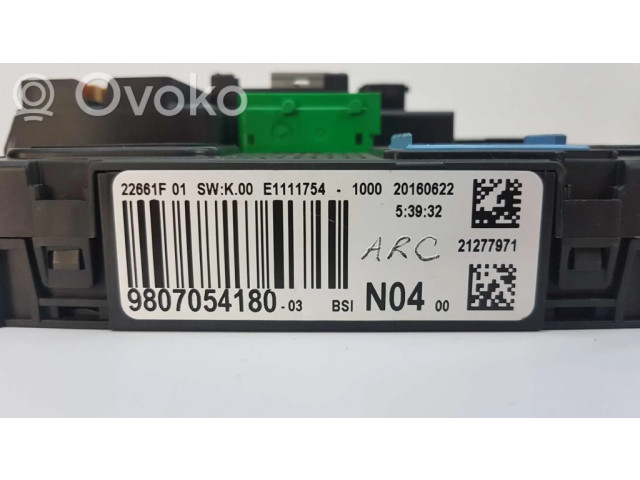 Ovoko
22661F 01 SW:K.00 E1111754 - 1000 20160622
5:39:32
ARC 21277971
9807054180 - 03 BSI N04 00